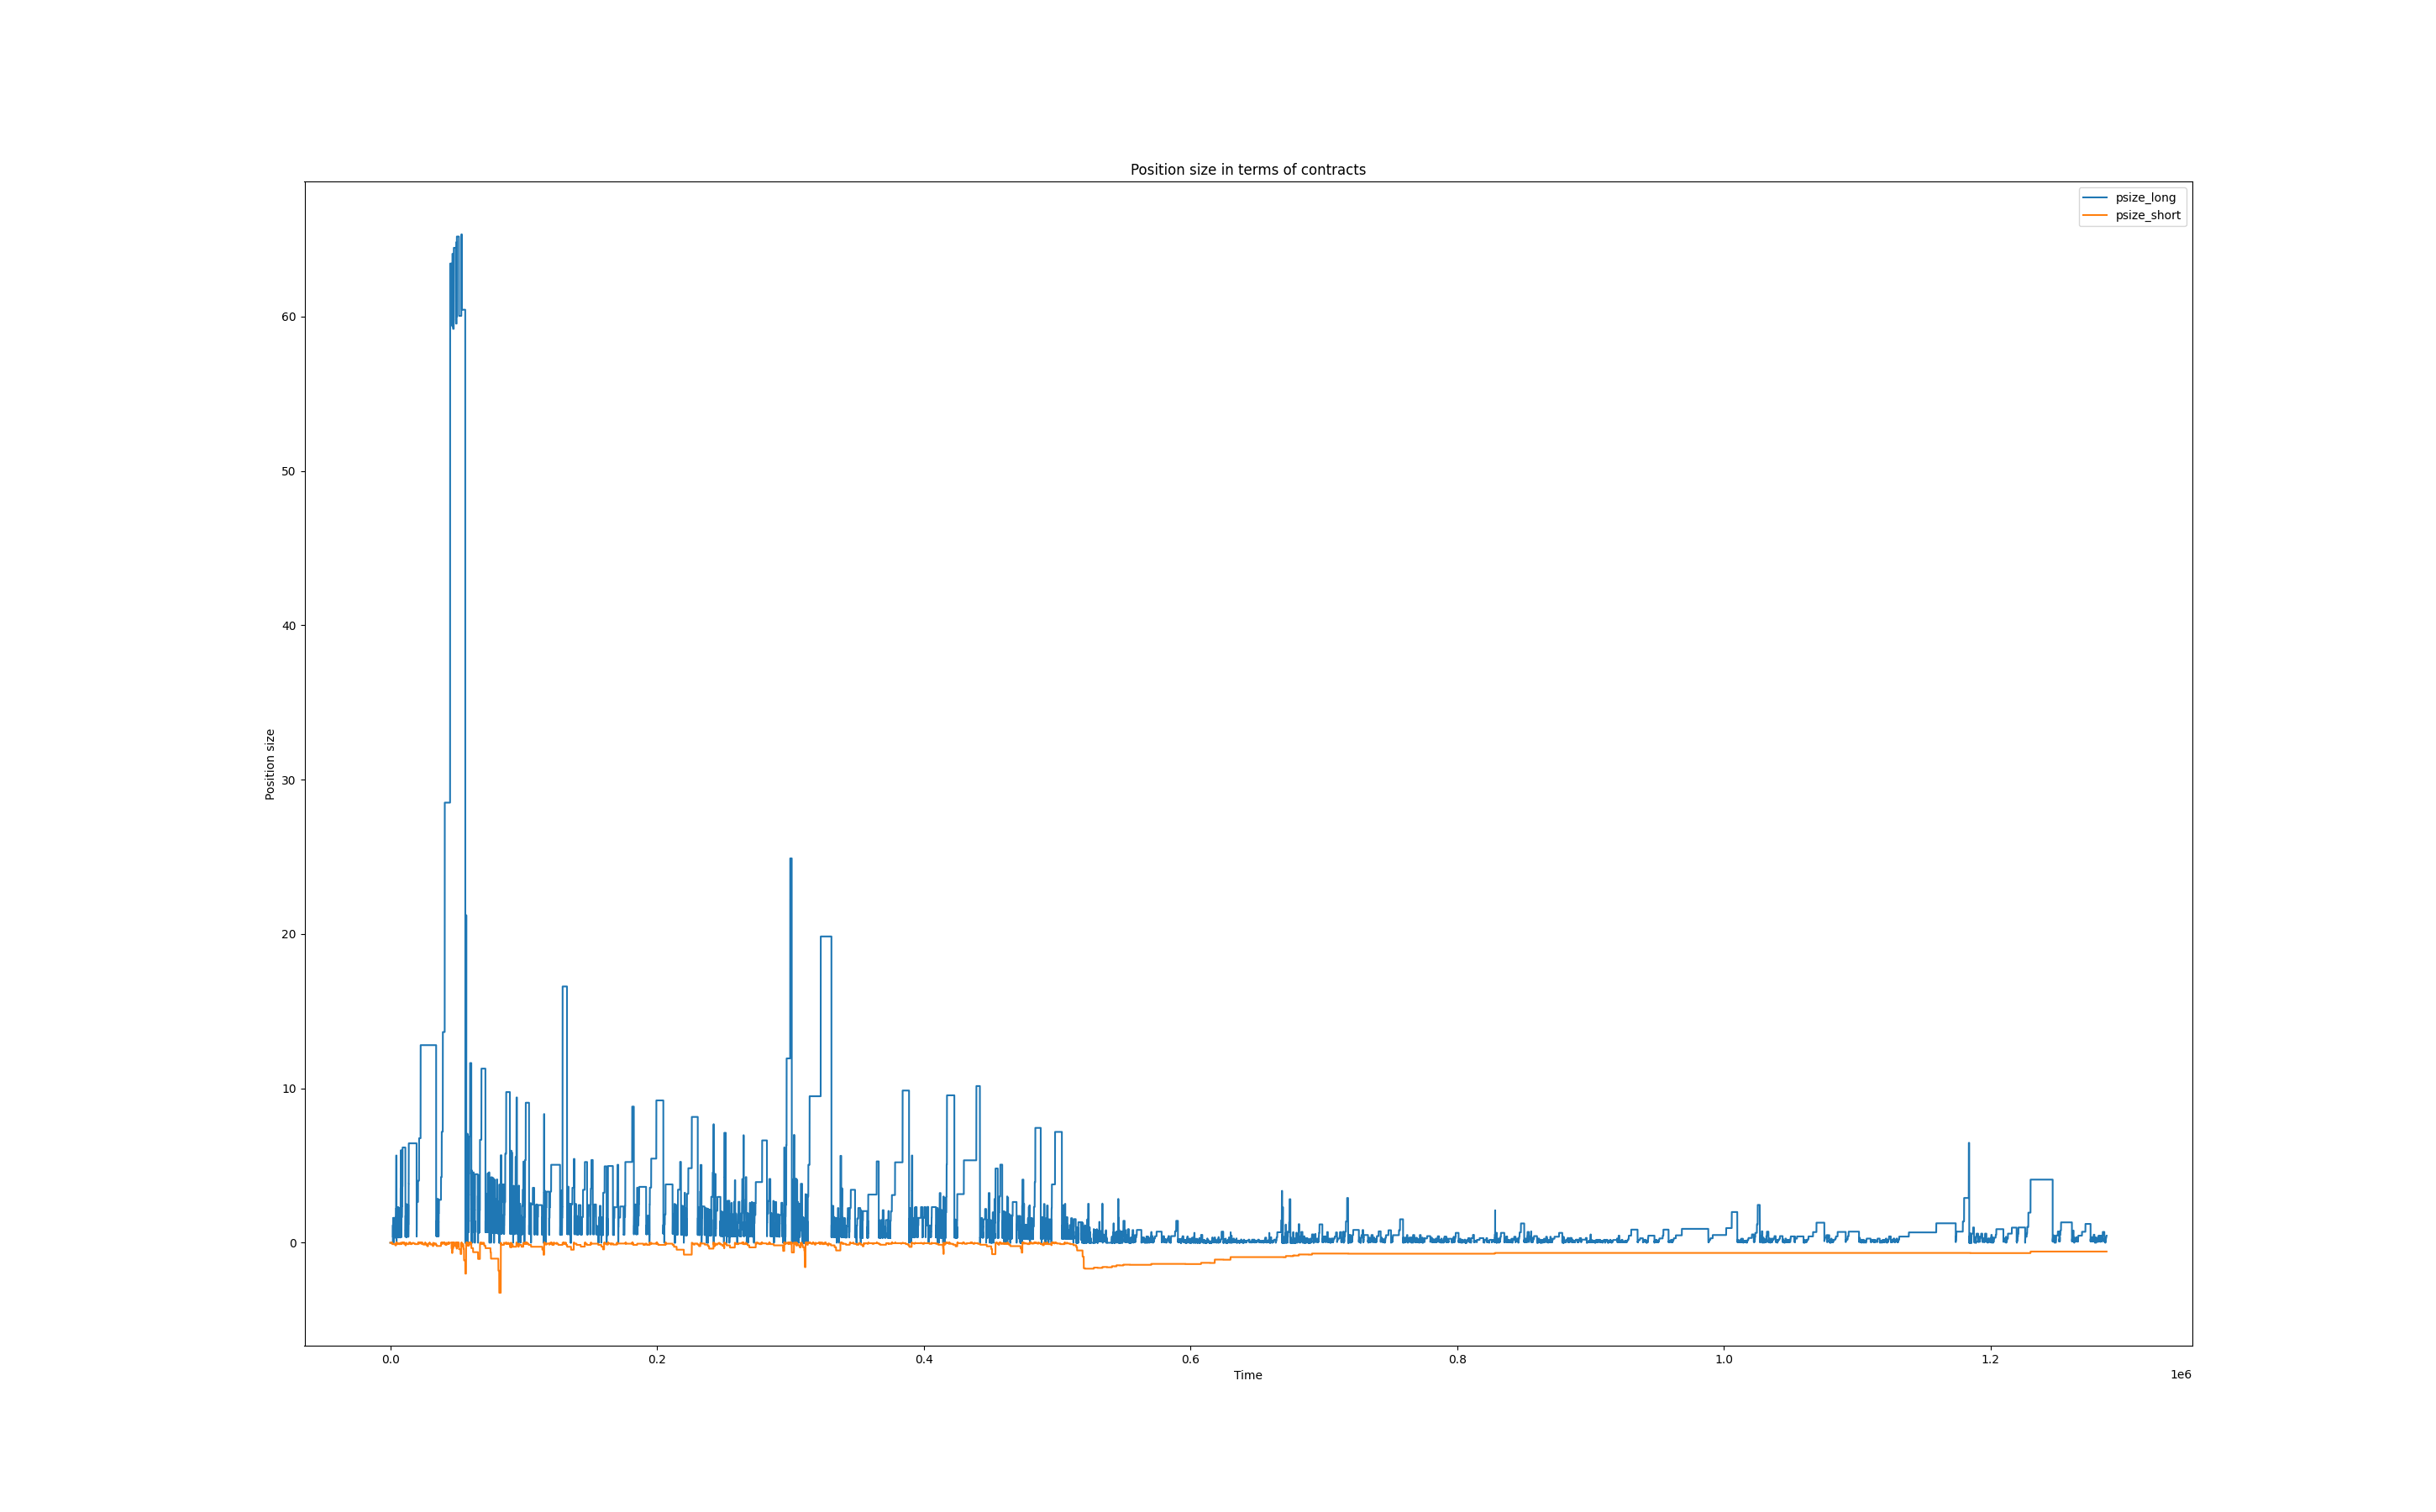 Position size in terms of contracts
psize_long
psize_short
Position size
60
50
40
30
20
10
0
0.0 0.2 0.4 0.6 0.8 1.0 1.2
Time
1e6